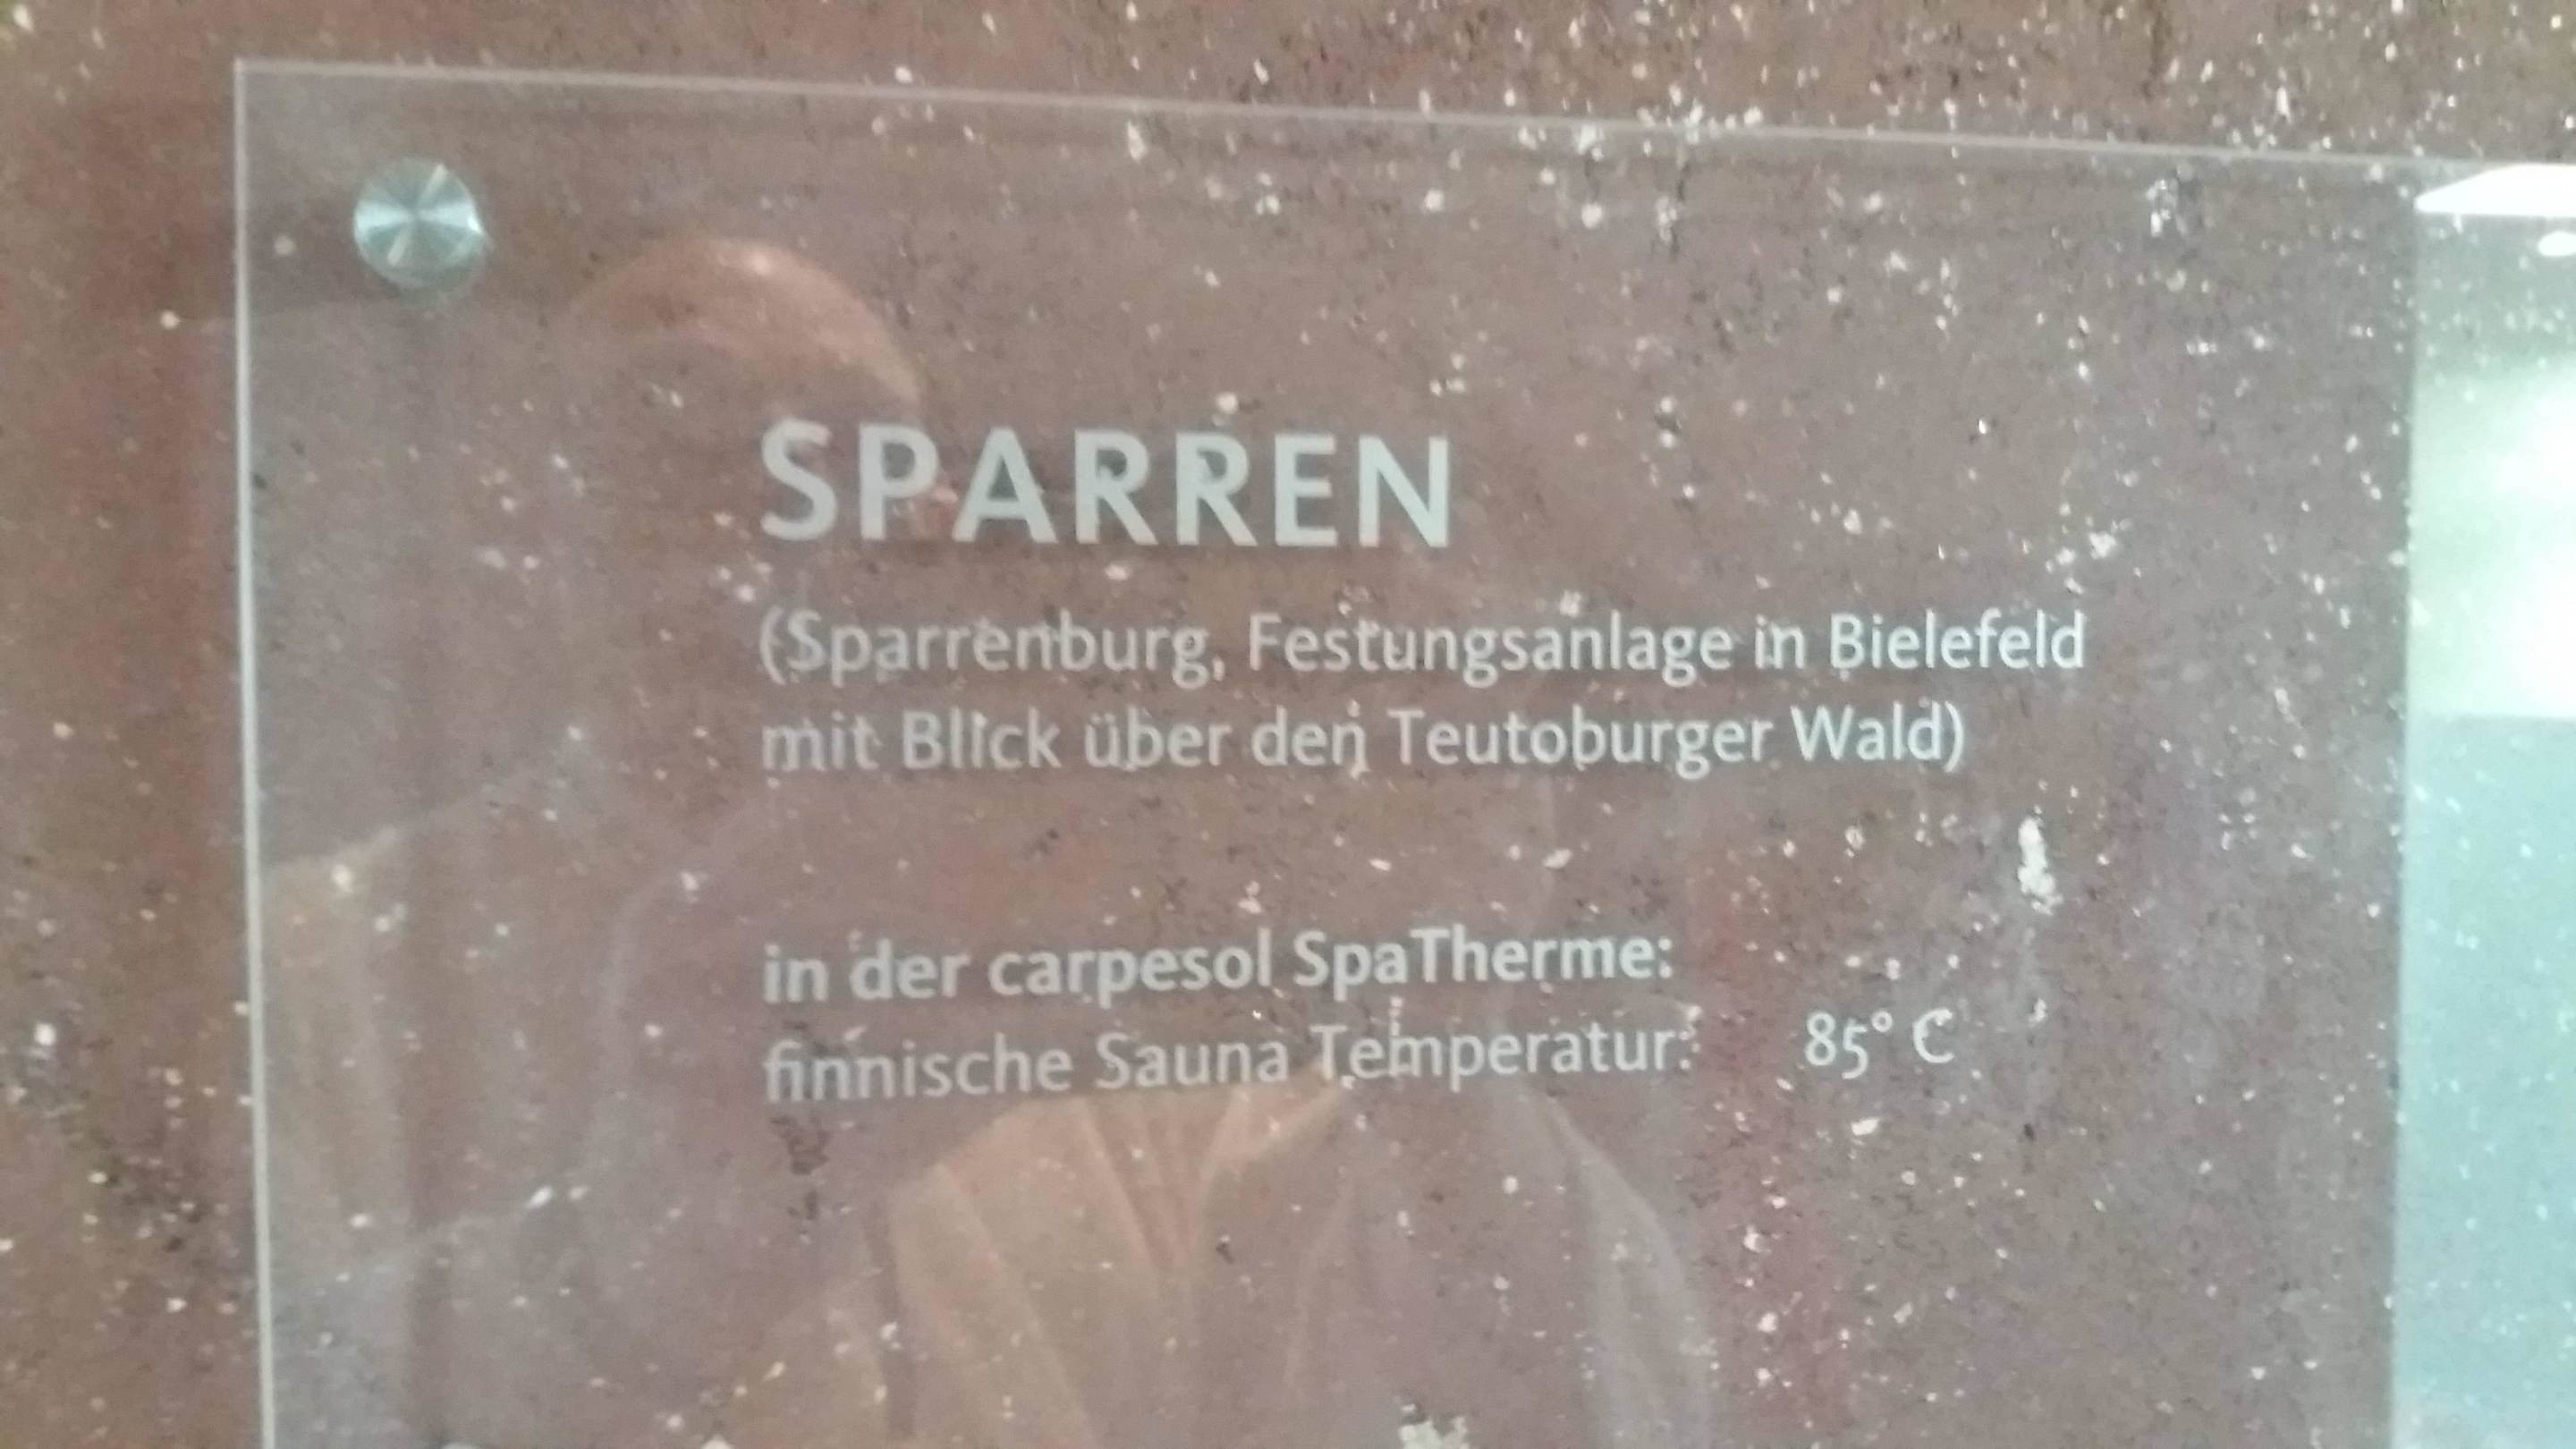 SPARREN
(Sparrenburg, Festungsanlage in Bielefeld
mit Blick über den Teutoburger Wald)
in der carpesol SpaTherme:
finnische Sauna Temperatur: 85° C